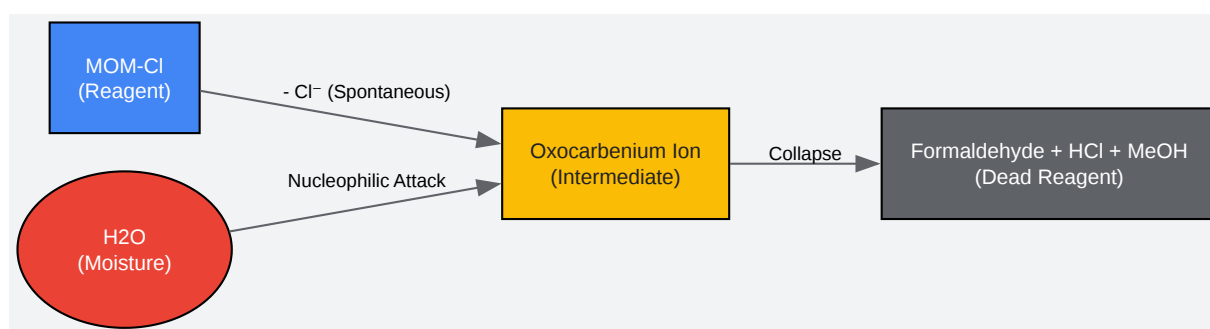 MOM-Cl
(Reagent)
- Cl⁻ (Spontaneous)
Oxocarbenium Ion
(Intermediate)
Collapse
Formaldehyde + HCl + MeOH
(Dead Reagent)
Nucleophilic Attack
H2O
(Moisture)